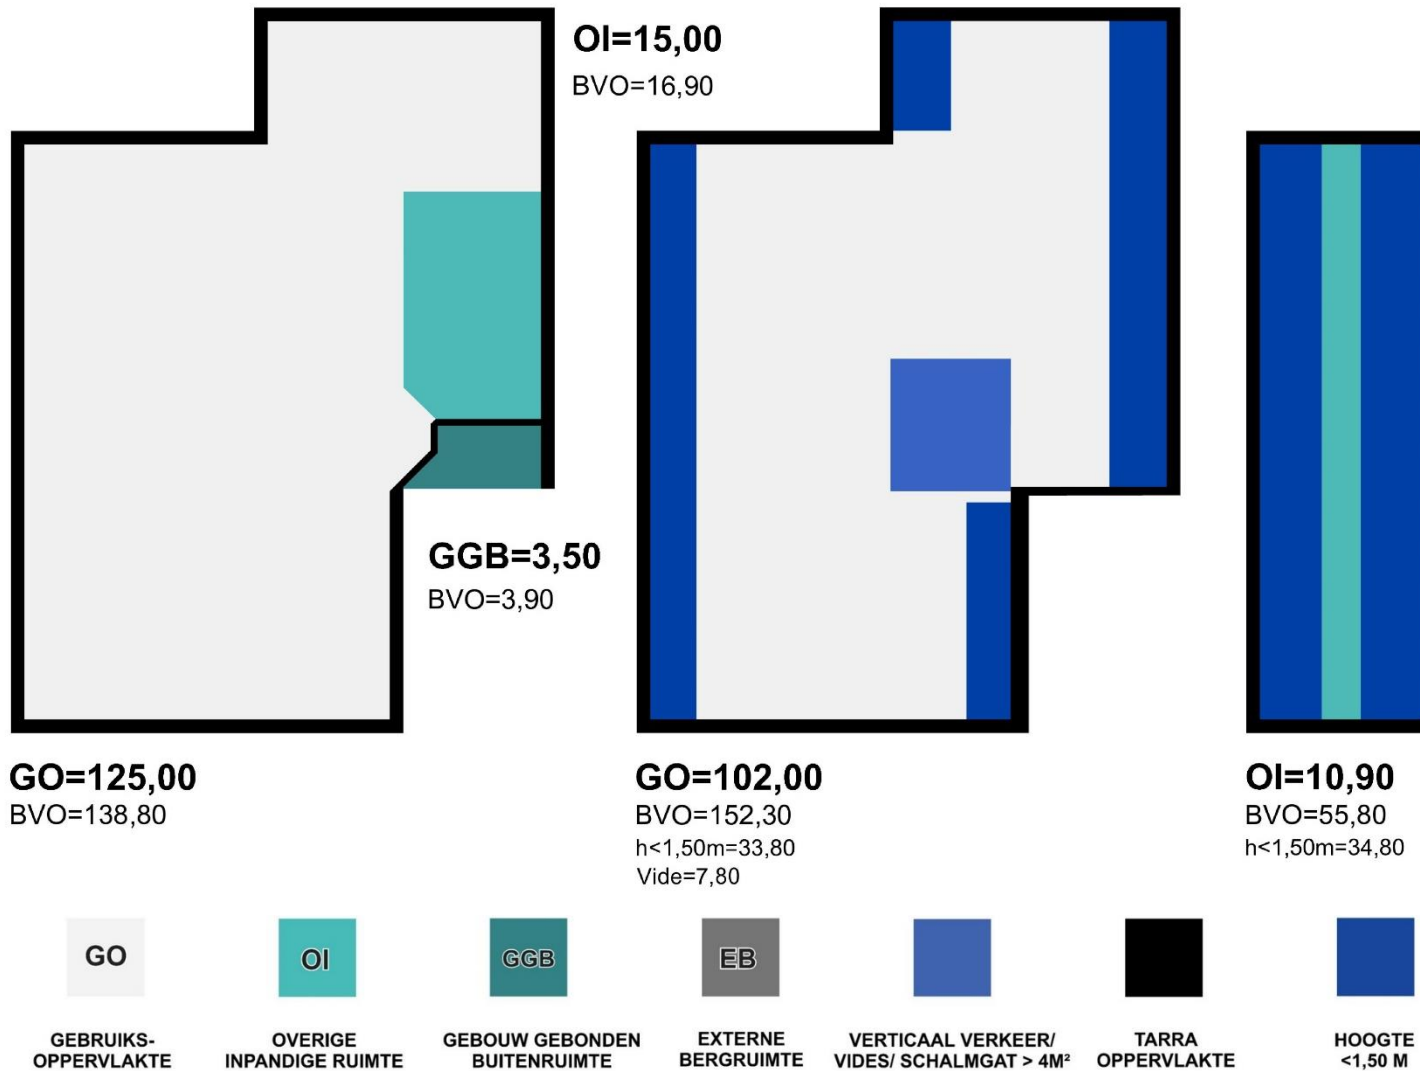 OI=15,00
BVO=16,90
GGB=3,50
BVO=3,90
GO=125,00
BVO=138,80
GO=102,00
BVO=152,30
h<1,50m=33,80
Vide=7,80
OI=10,90
BVO=55,80
h<1,50m=34,80
GO
OI
GGB
EB
GEBRUIKS-
OPPERVLAKTE
OVERIGE
INPANDIGE RUIMTE
GEBOUW GEBONDEN
BUITENRUIMTE
EXTERNE
BERGRUIMTE
VERTICAAL VERKEER/
VIDES/ SCHALMGAT > 4M²
TARRA
OPPERVLAKTE
HOOGTE
<1,50 M